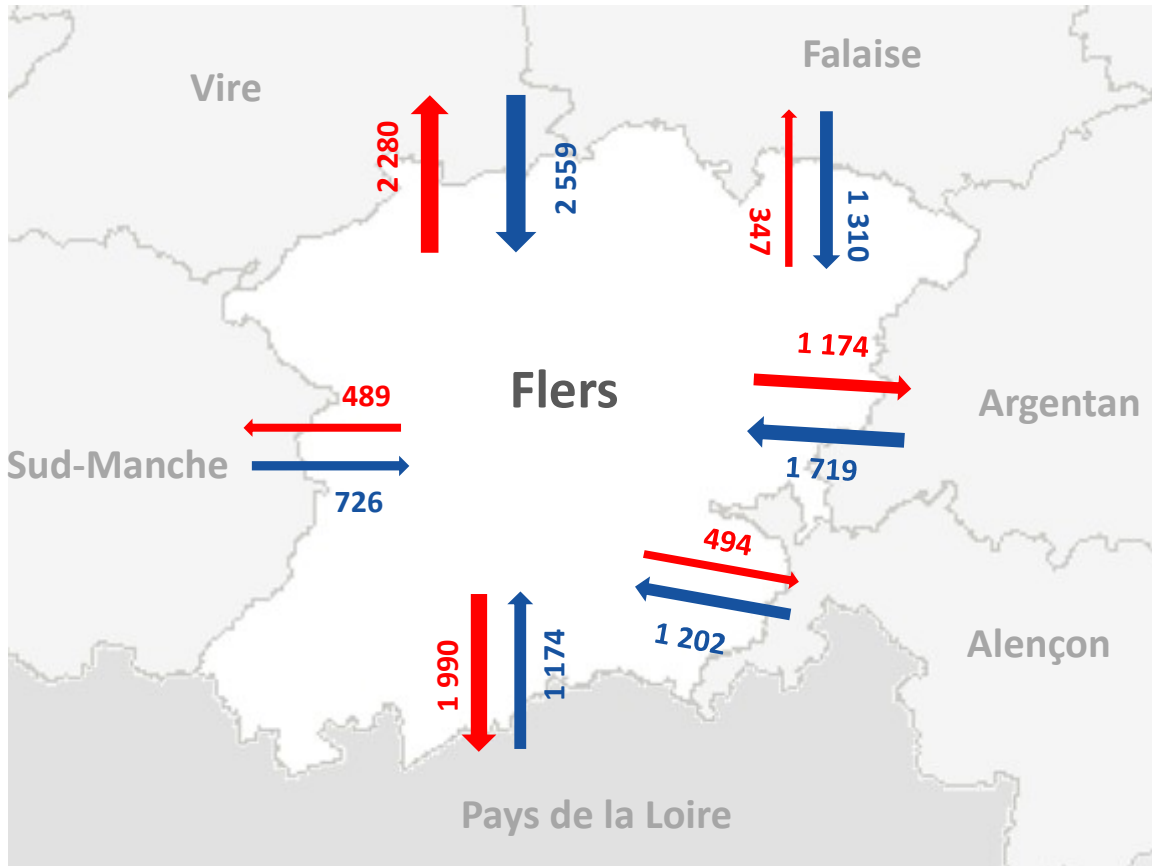 Falaise
Vire
2 280
2 559
347
1 310
1 174
Flers
489
Argentan
Sud-Manche
1 719
726
494
1 202
Alençon
1 990
1 174
Pays de la Loire